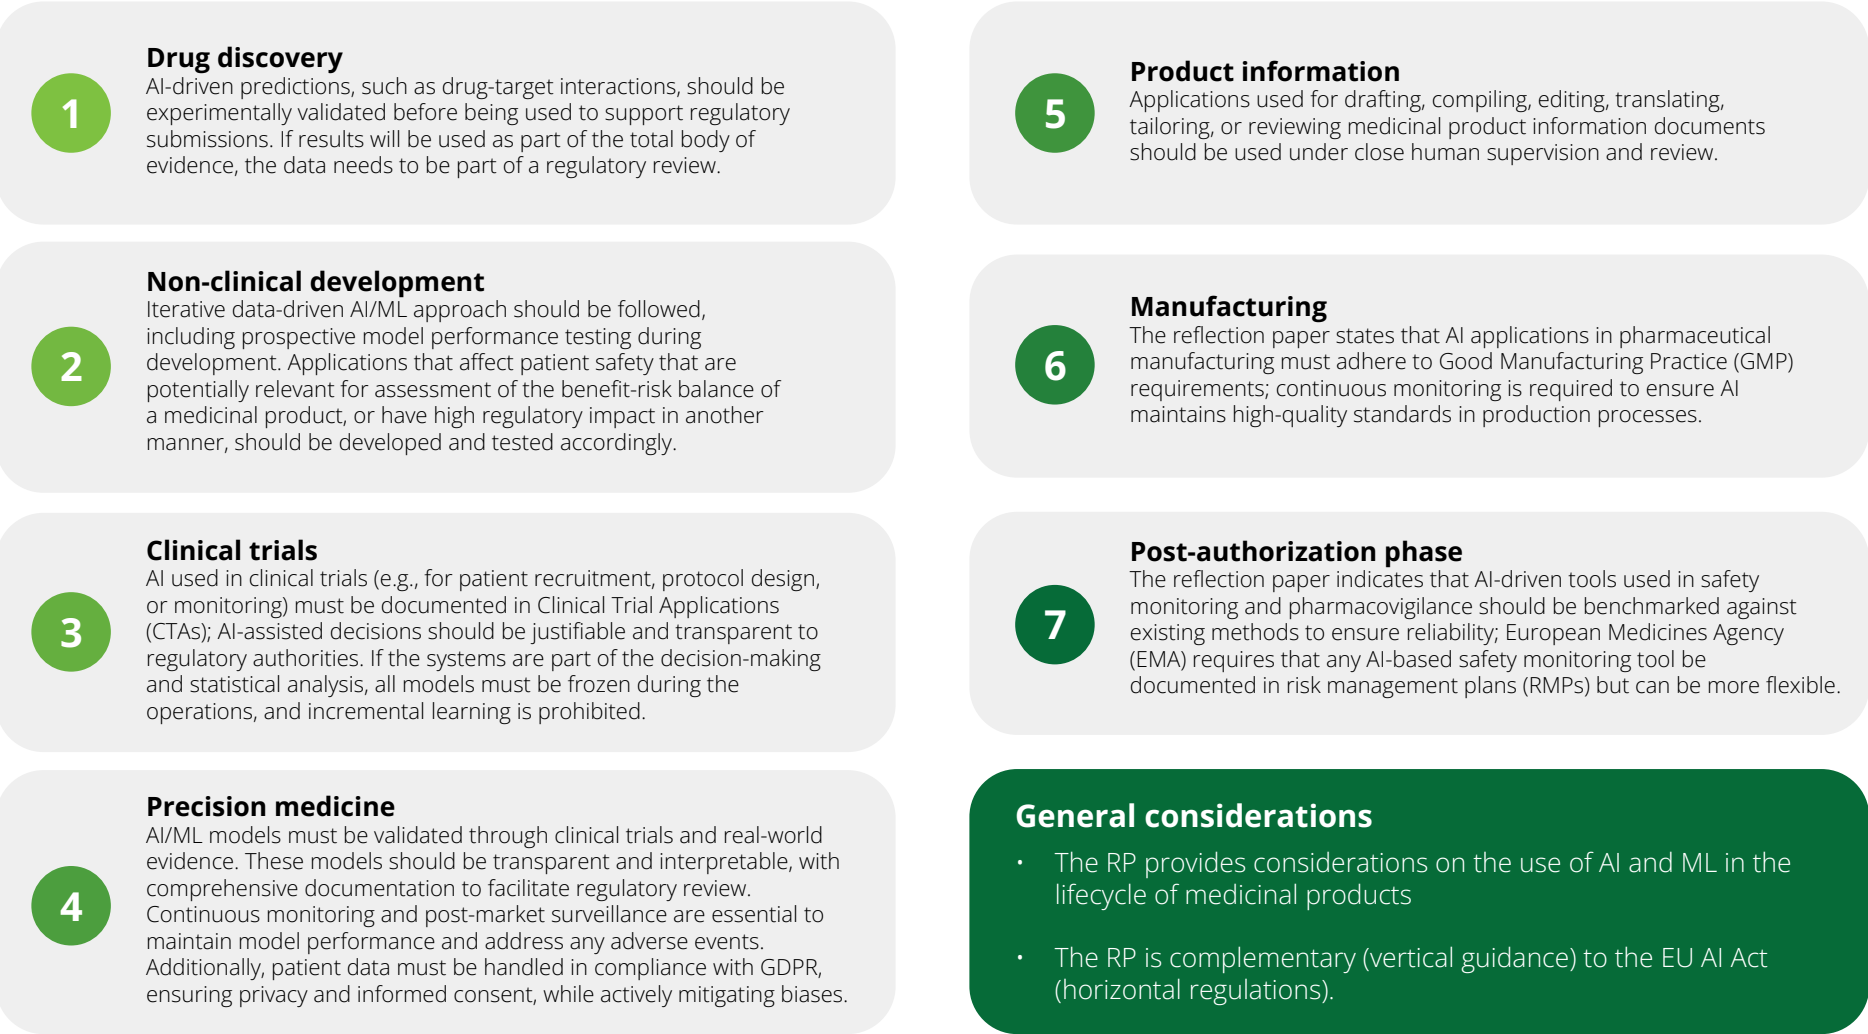 1
Drug discovery
AI-driven predictions, such as drug-target interactions, should be
experimentally validated before being used to support regulatory
submissions. If results will be used as part of the total body of
evidence, the data needs to be part of a regulatory review.
2
Non-clinical development
Iterative data-driven AI/ML approach should be followed,
including prospective model performance testing during
development. Applications that affect patient safety that are
potentially relevant for assessment of the benefit-risk balance of
a medicinal product, or have high regulatory impact in another
manner, should be developed and tested accordingly.
3
Clinical trials
AI used in clinical trials (e.g., for patient recruitment, protocol design,
or monitoring) must be documented in Clinical Trial Applications
(CTAs); AI-assisted decisions should be justifiable and transparent to
regulatory authorities. If the systems are part of the decision-making
and statistical analysis, all models must be frozen during the
operations, and incremental learning is prohibited.
4
Precision medicine
AI/ML models must be validated through clinical trials and real-world
evidence. These models should be transparent and interpretable, with
comprehensive documentation to facilitate regulatory review.
Continuous monitoring and post-market surveillance are essential to
maintain model performance and address any adverse events.
Additionally, patient data must be handled in compliance with GDPR,
ensuring privacy and informed consent, while actively mitigating biases.
5
Product information
Applications used for drafting, compiling, editing, translating,
tailoring, or reviewing medicinal product information documents
should be used under close human supervision and review.
6
Manufacturing
The reflection paper states that AI applications in pharmaceutical
manufacturing must adhere to Good Manufacturing Practice (GMP)
requirements; continuous monitoring is required to ensure AI
maintains high-quality standards in production processes.
7
Post-authorization phase
The reflection paper indicates that AI-driven tools used in safety
monitoring and pharmacovigilance should be benchmarked against
existing methods to ensure reliability; European Medicines Agency
(EMA) requires that any AI-based safety monitoring tool be
documented in risk management plans (RMPs) but can be more flexible.
General considerations
• The RP provides considerations on the use of AI and ML in the
lifecycle of medicinal products
• The RP is complementary (vertical guidance) to the EU AI Act
(horizontal regulations).